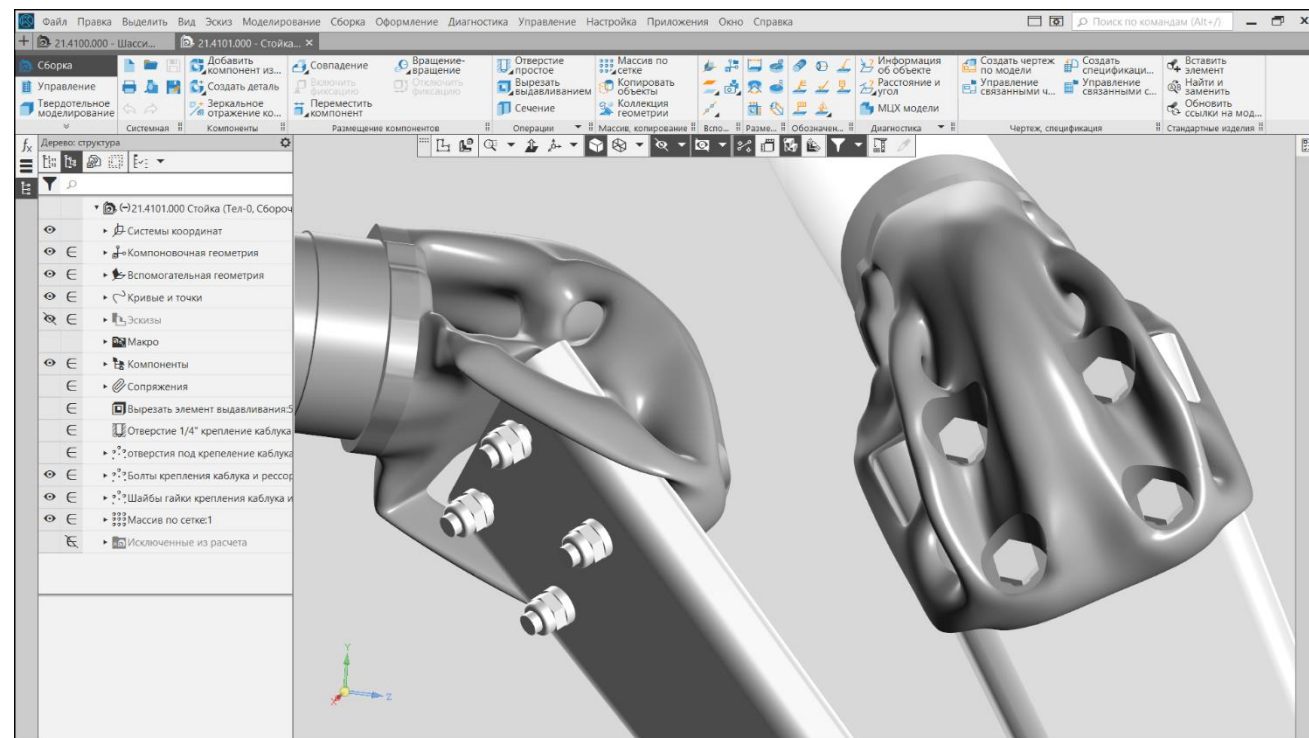 Файл Правка Выделить Вид Эскиз Моделирование Сборка Оформление Диагностика Управление Настройка Приложения Окно Справка
Поиск по командам (Alt+/)
21.4100.000 - Шасси...
21.4101.000 - Стойка...
Сборка
Управление
Твердотельное моделирование
Системная
Добавить компонент из...
Создать деталь
Зеркальное отражение ко...
Компоненты
Совпадение
Включить фиксацию
Переместить компонент
Вращение-вращение
Отключить фиксацию
Размещение компонентов
Отверстие простое
Вырезать выдавливанием
Сечение
Операции
Массив по сетке
Копировать объекты
Коллекция геометрии
Массив, копирование
Вспо...
Разме...
Обозначен...
Информация об объекте
Расстояние и угол
МЦХ модели
Диагностика
Создать чертеж по модели
Управление связанными ч...
Создать спецификаци...
Управление связанными с...
Чертеж, спецификация
Вставить элемент
Найти и заменить
Обновить ссылки на мод...
Стандартные изделия
Дерево: структура
(-)21.4101.000 Стойка (Тел-0, Сбороч
Системы координат
Компоновочная геометрия
Вспомогательная геометрия
Кривые и точки
Эскизы
Макро
Компоненты
Сопряжения
Вырезать элемент выдавливания:5
Отверстие 1/4" крепление каблука
отверстия под крепеление каблука
Болты крепления каблука и рессор
Шайбы гайки крепления каблука и
Массив по сетке:1
Исключенные из расчета
Y
Z
X